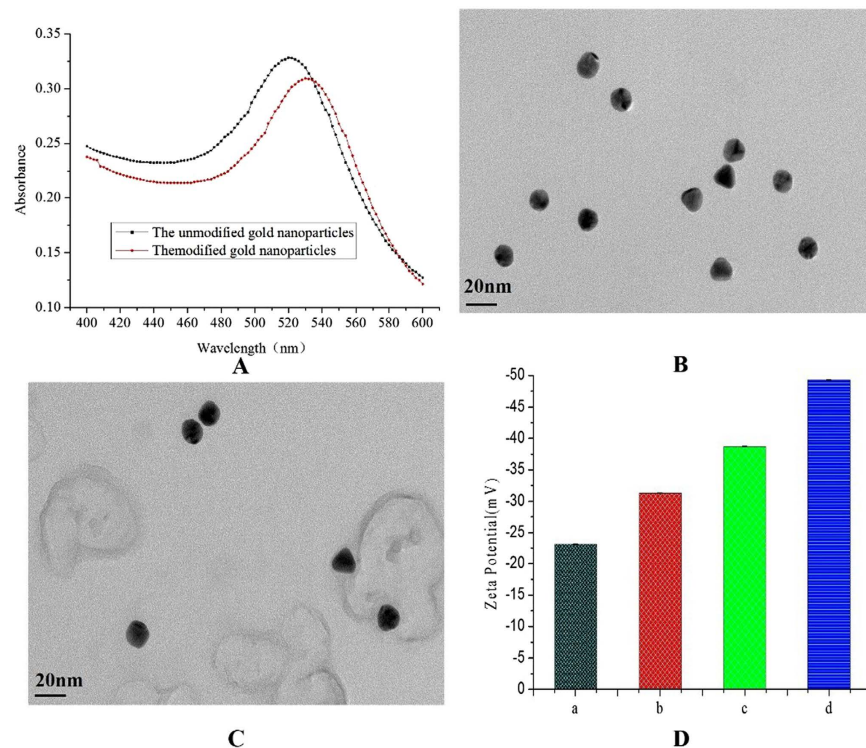 0.35
0.30
0.25
0.20
0.15
0.10
Absorbance
The unmodified gold nanoparticles
Themodified gold nanoparticles
400 420 440 460 480 500 520 540 560 580 600
Wavelength（nm）
A
20nm
B
20nm
C
-50
-45
-40
-35
-30
-25
-20
-15
-10
-5
0
Zeta Potential(mV)
a b c d
D